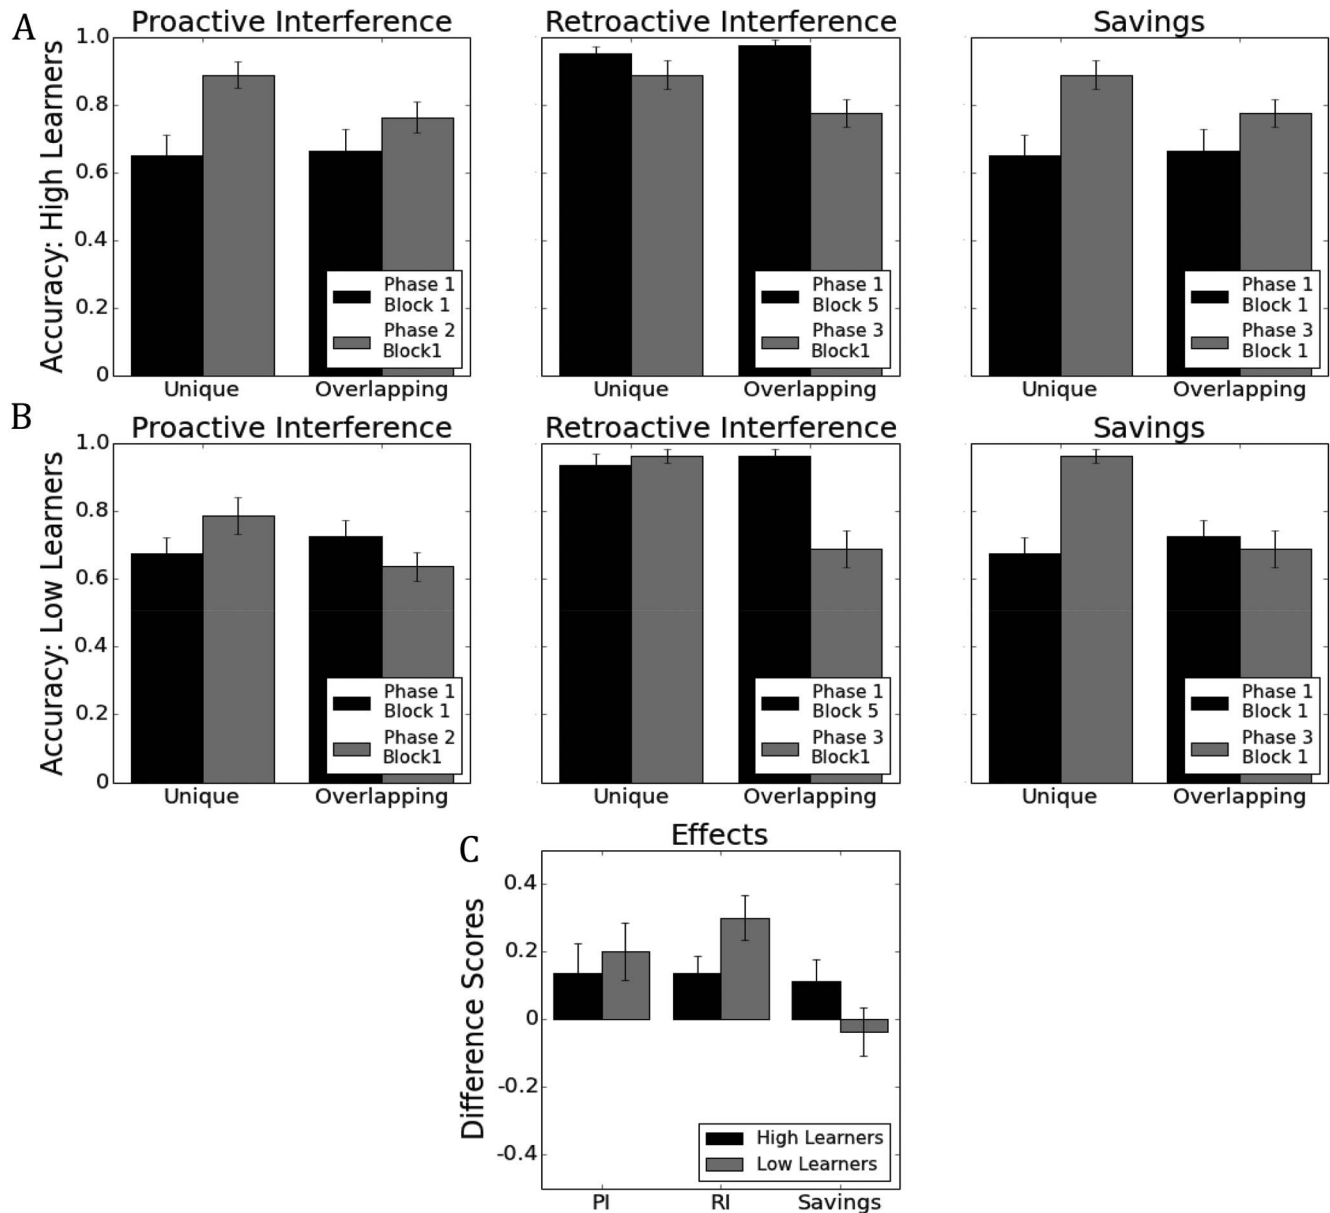 A
Proactive Interference
Retroactive Interference
Savings
Accuracy: High Learners
1.0
0.8
0.6
0.4
0.2
0
Phase 1
Block 1
Phase 2
Block1
Unique
Overlapping
Phase 1
Block 5
Phase 3
Block1
Unique
Overlapping
Phase 1
Block 1
Phase 3
Block 1
Unique
Overlapping
B
Proactive Interference
Retroactive Interference
Savings
Accuracy: Low Learners
1.0
0.8
0.6
0.4
0.2
0
Phase 1
Block 1
Phase 2
Block1
Unique
Overlapping
Phase 1
Block 5
Phase 3
Block1
Unique
Overlapping
Phase 1
Block 1
Phase 3
Block 1
Unique
Overlapping
C
Effects
Difference Scores
0.4
0.2
0
-0.2
-0.4
High Learners
Low Learners
PI
RI
Savings